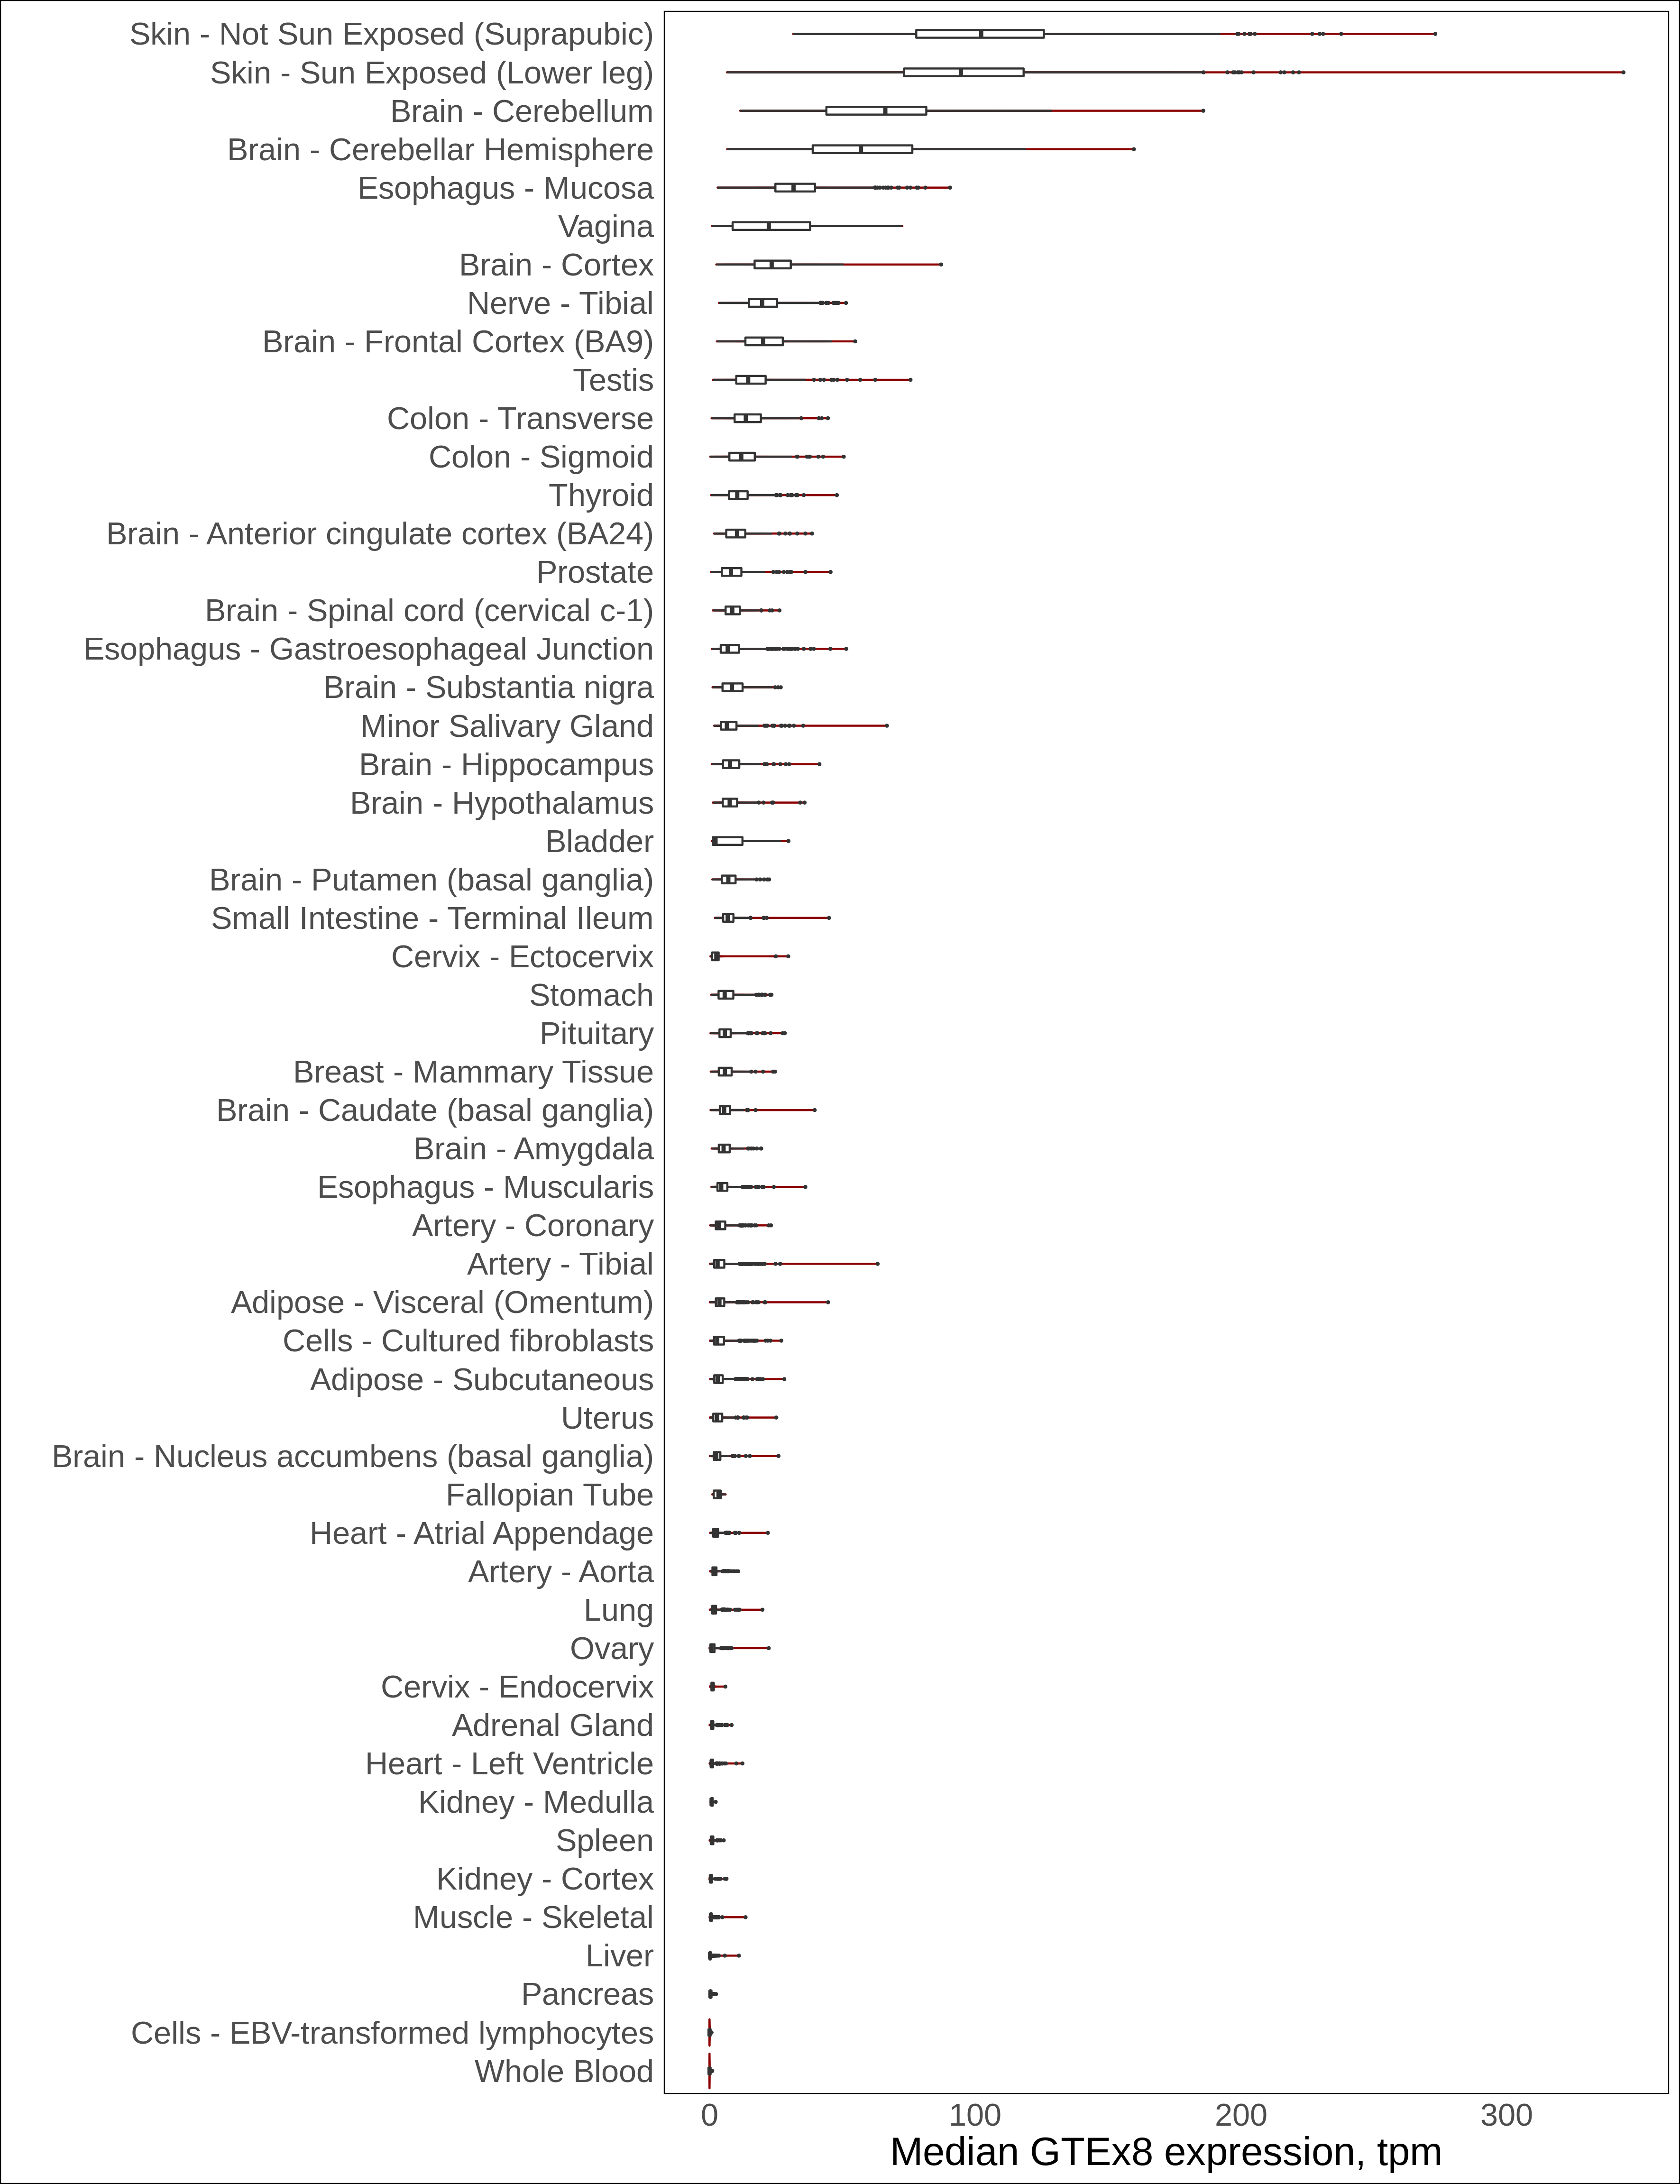 Skin - Not Sun Exposed (Suprapubic)
Skin - Sun Exposed (Lower leg)
Brain - Cerebellum
Brain - Cerebellar Hemisphere
Esophagus - Mucosa
Vagina
Brain - Cortex
Nerve - Tibial
Brain - Frontal Cortex (BA9)
Testis
Colon - Transverse
Colon - Sigmoid
Thyroid
Brain - Anterior cingulate cortex (BA24)
Prostate
Brain - Spinal cord (cervical c-1)
Esophagus - Gastroesophageal Junction
Brain - Substantia nigra
Minor Salivary Gland
Brain - Hippocampus
Brain - Hypothalamus
Bladder
Brain - Putamen (basal ganglia)
Small Intestine - Terminal Ileum
Cervix - Ectocervix
Stomach
Pituitary
Breast - Mammary Tissue
Brain - Caudate (basal ganglia)
Brain - Amygdala
Esophagus - Muscularis
Artery - Coronary
Artery - Tibial
Adipose - Visceral (Omentum)
Cells - Cultured fibroblasts
Adipose - Subcutaneous
Uterus
Brain - Nucleus accumbens (basal ganglia)
Fallopian Tube
Heart - Atrial Appendage
Artery - Aorta
Lung
Ovary
Cervix - Endocervix
Adrenal Gland
Heart - Left Ventricle
Kidney - Medulla
Spleen
Kidney - Cortex
Muscle - Skeletal
Liver
Pancreas
Cells - EBV-transformed lymphocytes
Whole Blood
0 100 200 300
Median GTEx8 expression, tpm